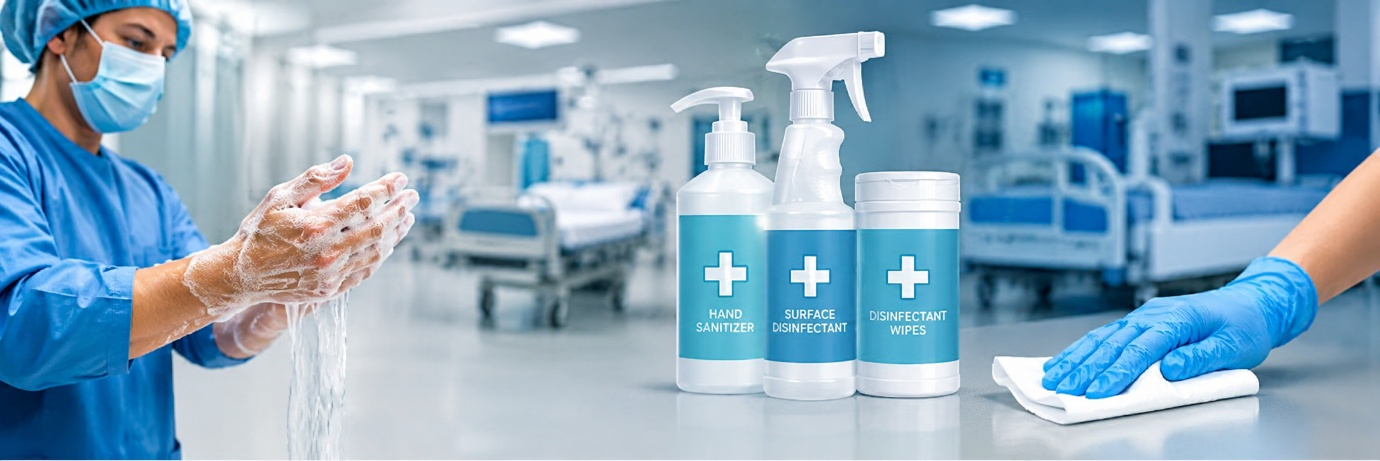 HAND
SANITIZER
SURFACE
DISINFECTANT
DISINFECTANT
WIPES